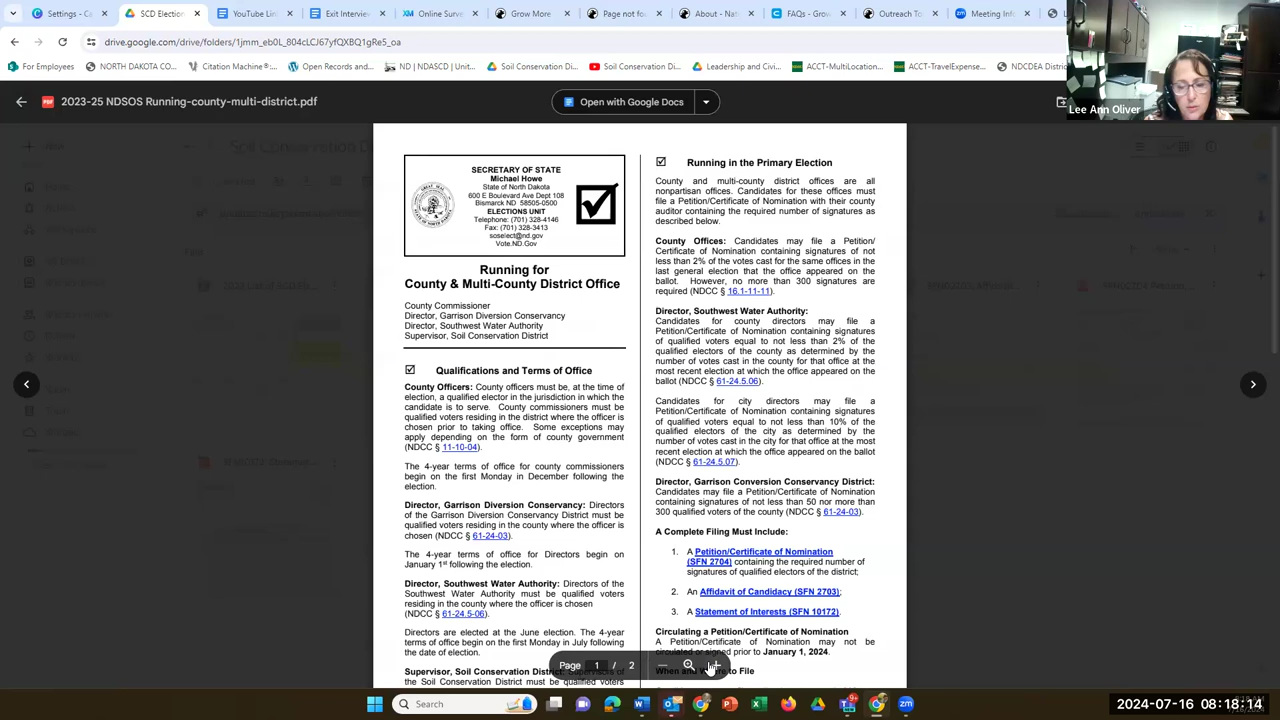 Settings - C
SCD Election
YouTube Lin
Exit Interview
Online Surv
Grow More
Page not fo
About - Nav
FAQs - Grow
Outreach To
Meeting Info
drive.google.com/drive/folders/1jmm_eb0L_804cLCJ67yfQXBQ1gRe5_oa
For Employees
NORTH DAKOTA CO...
Citation Machine®:...
Open Records and...
ND | NDASCD | Unit...
Soil Conservation Di...
Soil Conservation Di...
Leadership and Civi...
ACCT-MultiLocation...
ACCT-TravelExpense...
NDCDEA District
Lee Ann Oliver
2023-25 NDSOS Running-county-multi-district.pdf
Open with Google Docs
SECRETARY OF STATE
Michael Howe
State of North Dakota
600 E Boulevard Ave Dept 108
Bismarck ND 58505-0500
ELECTIONS UNIT
Telephone: (701) 328-4146
Fax: (701) 328-3413
soselect@nd.gov
Vote.ND.Gov
Running for
County & Multi-County District Office
County Commissioner
Director, Garrison Diversion Conservancy
Director, Southwest Water Authority
Supervisor, Soil Conservation District
Qualifications and Terms of Office
County Officers: County officers must be, at the time of
election, a qualified elector in the jurisdiction in which the
candidate is to serve. County commissioners must be
qualified voters residing in the district where the officer is
chosen prior to taking office. Some exceptions may
apply depending on the form of county government
(NDCC § 11-10-04).
The 4-year terms of office for county commissioners
begin on the first Monday in December following the
election.
Director, Garrison Diversion Conservancy: Directors
of the Garrison Diversion Conservancy District must be
qualified voters residing in the county where the officer is
chosen (NDCC § 61-24-03).
The 4-year terms of office for Directors begin on
January 1st following the election.
Director, Southwest Water Authority: Directors of the
Southwest Water Authority must be qualified voters
residing in the county where the officer is chosen
(NDCC § 61-24.5-06).
Directors are elected at the June election. The 4-year
terms of office begin on the first Monday in July following
the date of election.
Supervisor, Soil Conservation District: Supervisors of
the Soil Conservation District must be qualified voters
Running in the Primary Election
County and multi-county district offices are all
nonpartisan offices. Candidates for these offices must
file a Petition/Certificate of Nomination with their county
auditor containing the required number of signatures as
described below.
County Offices: Candidates may file a Petition/
Certificate of Nomination containing signatures of not
less than 2% of the votes cast for the same offices in the
last general election that the office appeared on the
ballot. However, no more than 300 signatures are
required (NDCC § 16.1-11-11).
Director, Southwest Water Authority:
Candidates for county directors may file a
Petition/Certificate of Nomination containing signatures
of qualified voters equal to not less than 2% of the
qualified electors of the county as determined by the
number of votes cast in the county for that office at the
most recent election at which the office appeared on the
ballot (NDCC § 61-24.5.06).
Candidates for city directors may file a
Petition/Certificate of Nomination containing signatures
of qualified voters equal to not less than 10% of the
qualified electors of the city as determined by the
number of votes cast in the city for that office at the most
recent election at which the office appeared on the ballot
(NDCC § 61-24.5.07).
Director, Garrison Conversion Conservancy District:
Candidates may file a Petition/Certificate of Nomination
containing signatures of not less than 50 nor more than
300 qualified voters of the county (NDCC § 61-24-03).
A Complete Filing Must Include:
1. A Petition/Certificate of Nomination
(SFN 2704) containing the required number of
signatures of qualified electors of the district;
2. An Affidavit of Candidacy (SFN 2703);
3. A Statement of Interests (SFN 10172).
Circulating a Petition/Certificate of Nomination
A Petition/Certificate of Nomination may not be
circulated or signed prior to January 1, 2024.
When and Where to File
Page 1 / 2
Search
2024-07-16 08:18:14